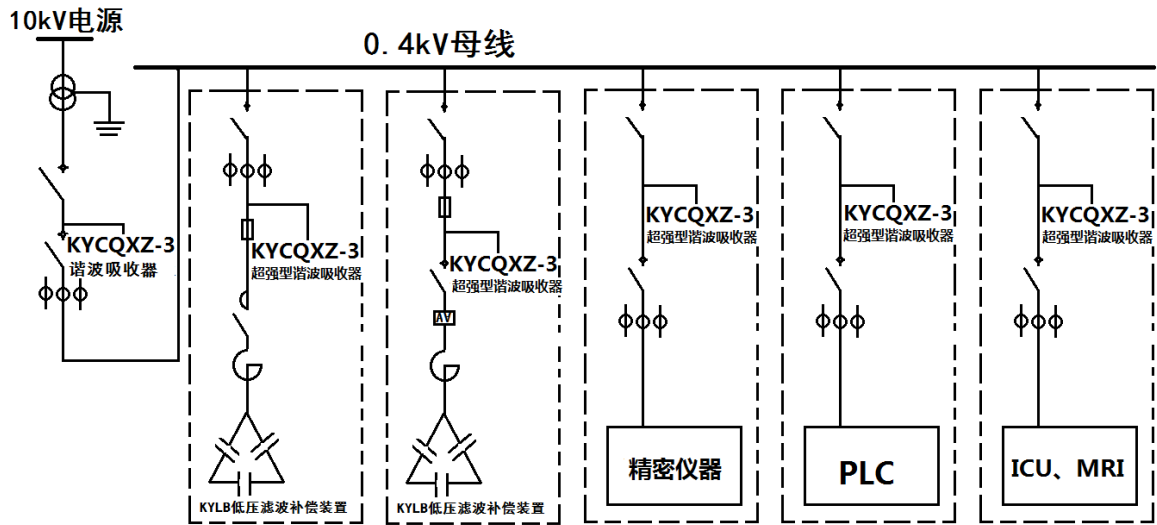 10kV电源
0.4kV母线
KYCQXZ-3
谐波吸收器
KYCQXZ-3
超强型谐波吸收器
KYLB低压滤波补偿装置
KYCQXZ-3
超强型谐波吸收器
AA
KYLB低压滤波补偿装置
KYCQXZ-3
超强型谐波吸收器
精密仪器
KYCQXZ-3
超强型谐波吸收器
PLC
KYCQXZ-3
超强型谐波吸收器
ICU、MRI